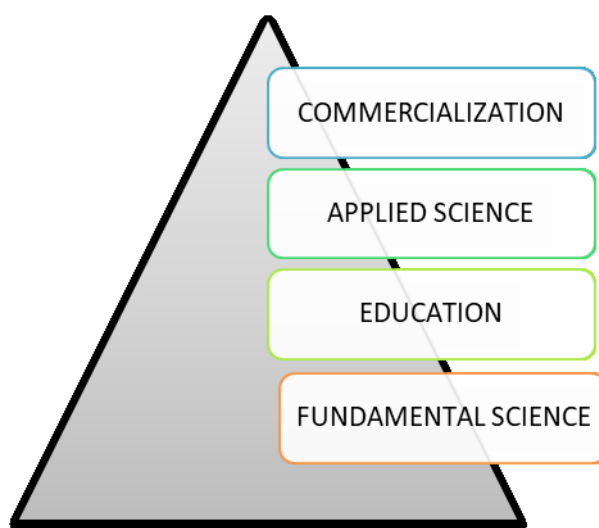 COMMERCIALIZATION
APPLIED SCIENCE
EDUCATION
FUNDAMENTAL SCIENCE